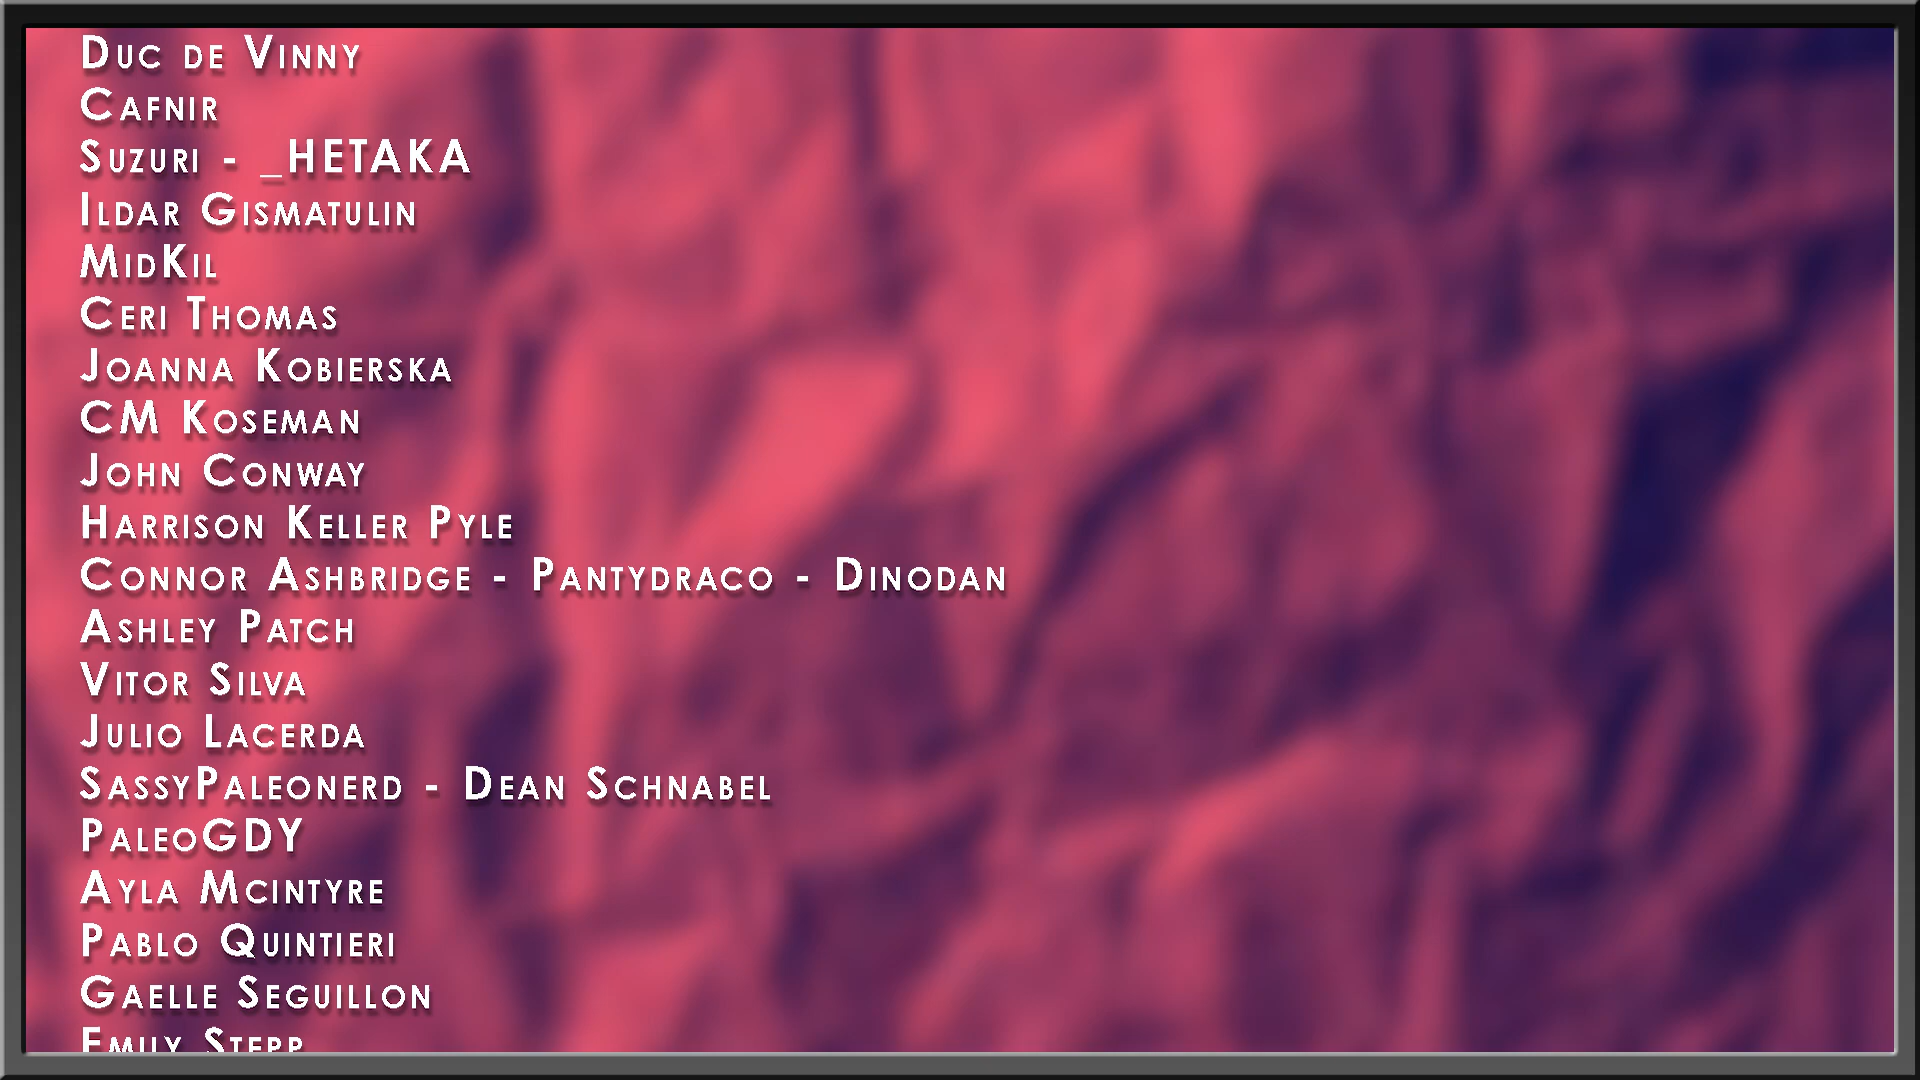 Duc de Vinny
Cafnir
Suzuri - _HETAKA
Ildar Gismatulin
MidKil
Ceri Thomas
Joanna Kobierska
CM Koseman
John Conway
Harrison Keller Pyle
Connor Ashbridge - Pantydraco - Dinodan
Ashley Patch
Vitor Silva
Julio Lacerda
SassyPaleonerd - Dean Schnabel
PaleoGDY
Ayla Mcintyre
Pablo Quintieri
Gaelle Seguillon
Emily Stepp